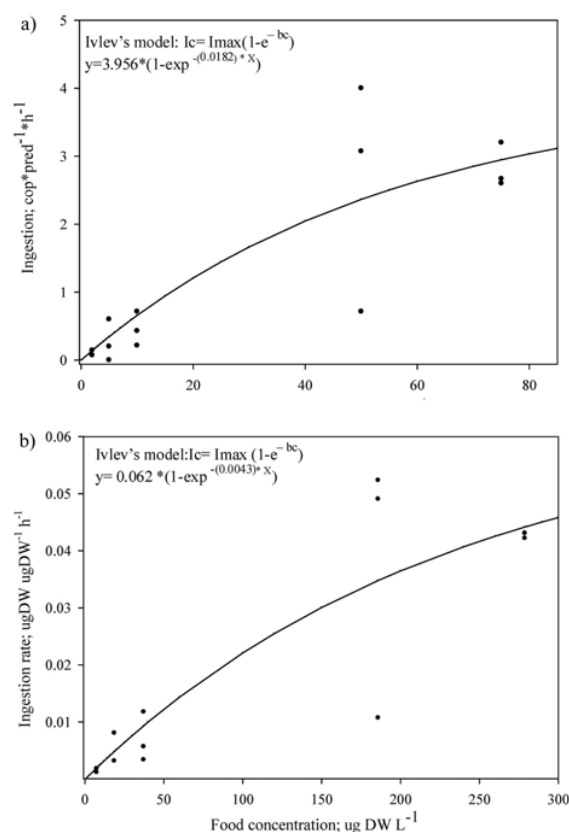 a)
Ivlev's model: Ic= Imax(1-e^– bc)
y=3.956*(1-exp^-(0.0182) * X)
Ingestion; cop*pred^-1*h^-1
5
4
3
2
1
0
0 20 40 60 80
b)
Ivlev's model:Ic= Imax (1-e^– bc)
y= 0.062 *(1-exp^-(0.0043)* X)
Ingestion rate; ugDW ugDW^-1 h^-1
0.06
0.05
0.04
0.03
0.02
0.01
0 50 100 150 200 250 300
Food concentration; ug DW L^-1